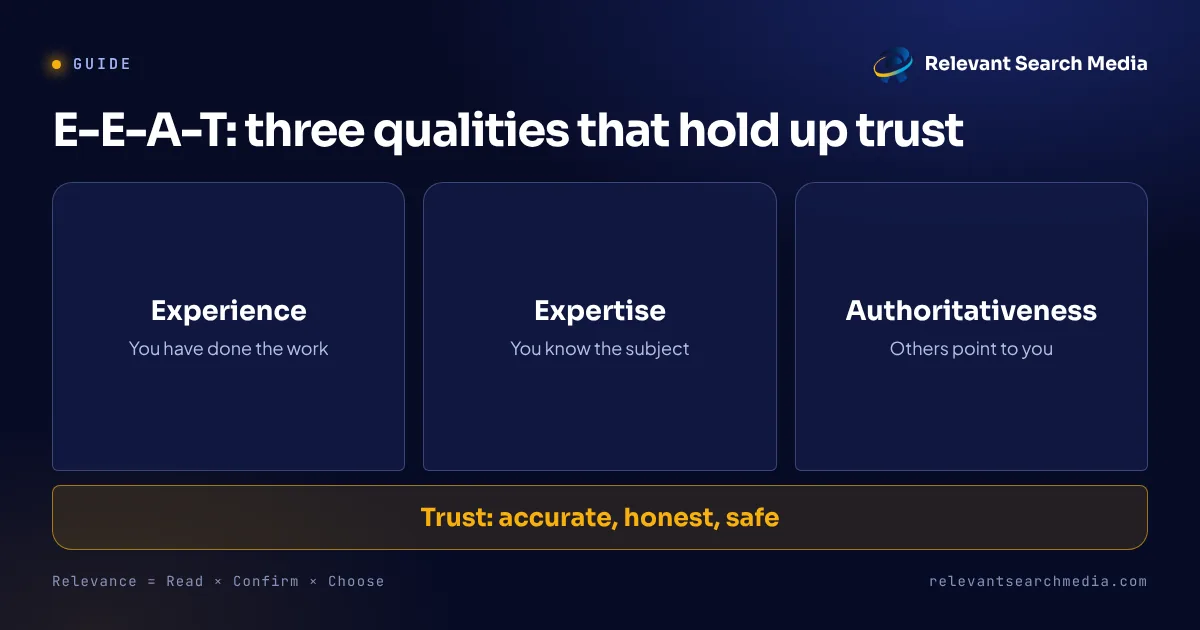 GUIDE
Relevant Search Media
E-E-A-T: three qualities that hold up trust
Experience
You have done the work
Expertise
You know the subject
Authoritativeness
Others point to you
Trust: accurate, honest, safe
Relevance = Read × Confirm × Choose
relevantsearchmedia.com